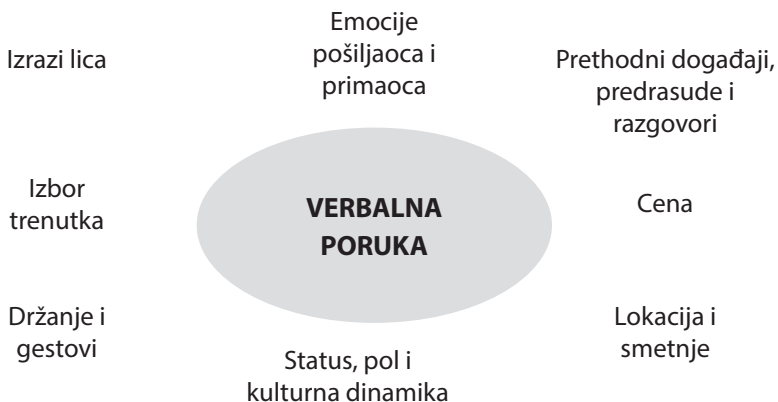 Izrazi lica
Emocije
pošiljaoca i
primaoca
Prethodni događaji,
predrasude i
razgovori
Izbor
trenutka
VERBALNA
PORUKA
Cena
Držanje i
gestovi
Status, pol i
kulturna dinamika
Lokacija i
smetnje